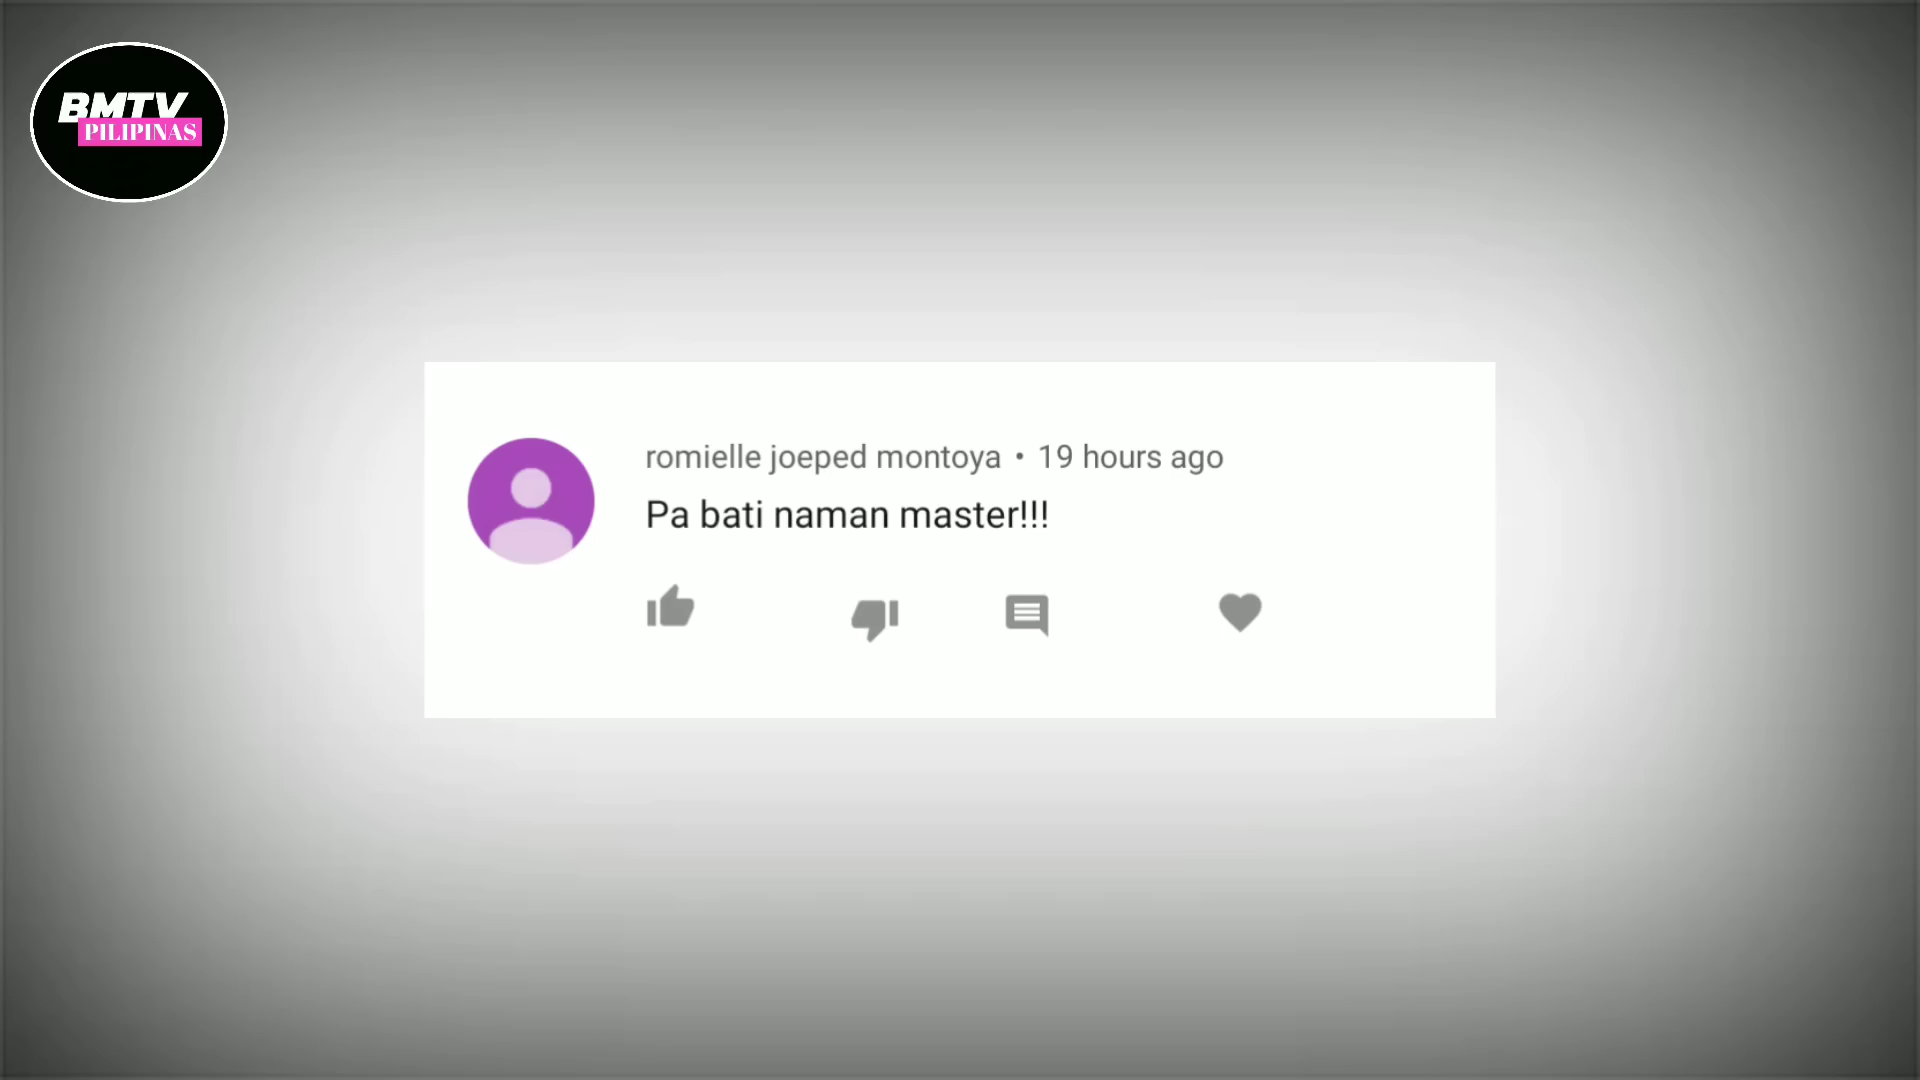 BMTV
PILIPINAS
romielle joeped montoya • 19 hours ago
Pa bati naman master!!!